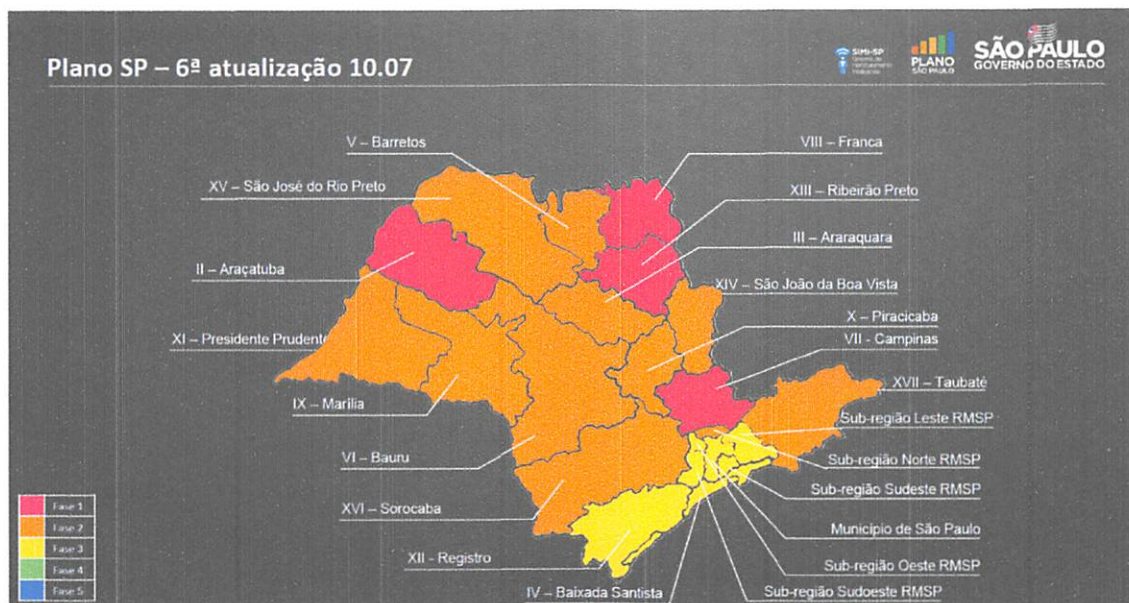 Plano SP – 6ª atualização 10.07
SIMI-SP
PLANO
SÃO PAULO
SÃO PAULO
GOVERNO DO ESTADO
V – Barretos
VIII – Franca
XV – São José do Rio Preto
XIII – Ribeirão Preto
III – Araraquara
II – Araçatuba
XIV – São João da Boa Vista
X – Piracicaba
XI – Presidente Prudente
VII - Campinas
XVII – Taubaté
IX – Marília
Sub-região Leste RMSP
VI – Bauru
Sub-região Norte RMSP
Sub-região Sudeste RMSP
XVI – Sorocaba
Município de São Paulo
XII - Registro
Sub-região Oeste RMSP
IV – Baixada Santista
Sub-região Sudoeste RMSP
Fase 1
Fase 2
Fase 3
Fase 4
Fase 5